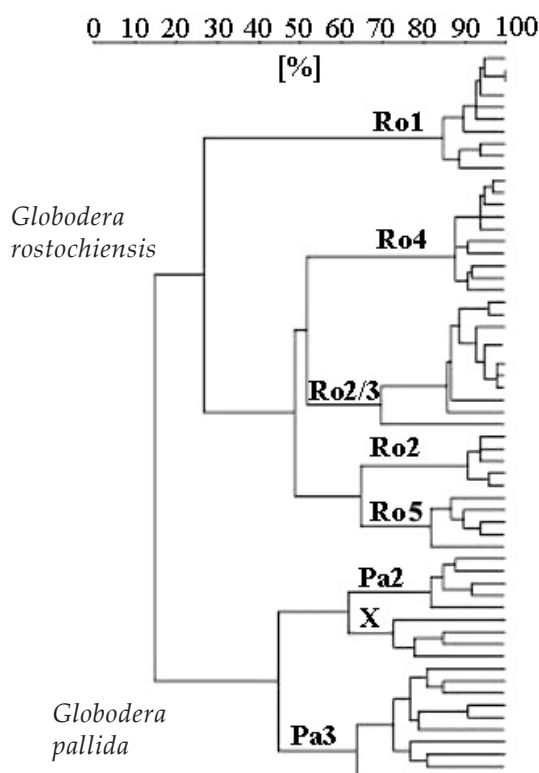 0 10 20 30 40 50 60 70 80 90 100
[%]
Ro1
Globodera
rostochiensis
Ro4
Ro2/3
Ro2
Ro5
Pa2
X
Globodera
pallida
Pa3